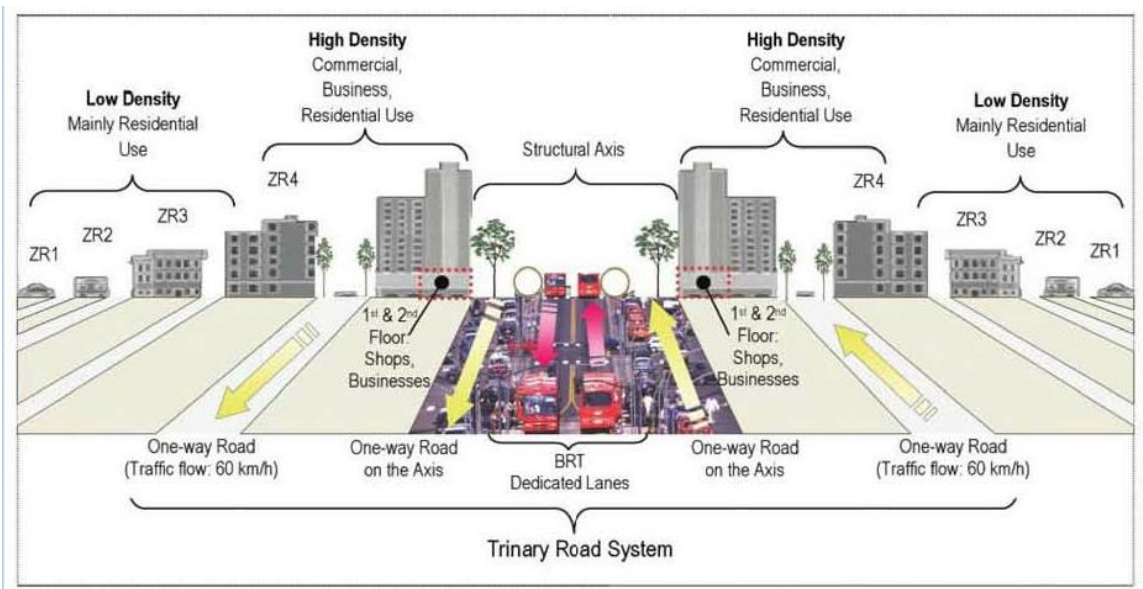 High Density
Commercial,
Business,
Residential Use
High Density
Commercial,
Business,
Residential Use
Low Density
Mainly Residential
Use
Low Density
Mainly Residential
Use
Structural Axis
ZR4
ZR4
ZR3
ZR2
ZR1
ZR3
ZR2
ZR1
1st & 2nd
Floor:
Shops,
Businesses
1st & 2nd
Floor:
Shops,
Businesses
One-way Road
(Traffic flow: 60 km/h)
One-way Road
on the Axis
BRT
Dedicated Lanes
One-way Road
on the Axis
One-way Road
(Traffic flow: 60 km/h)
Trinary Road System